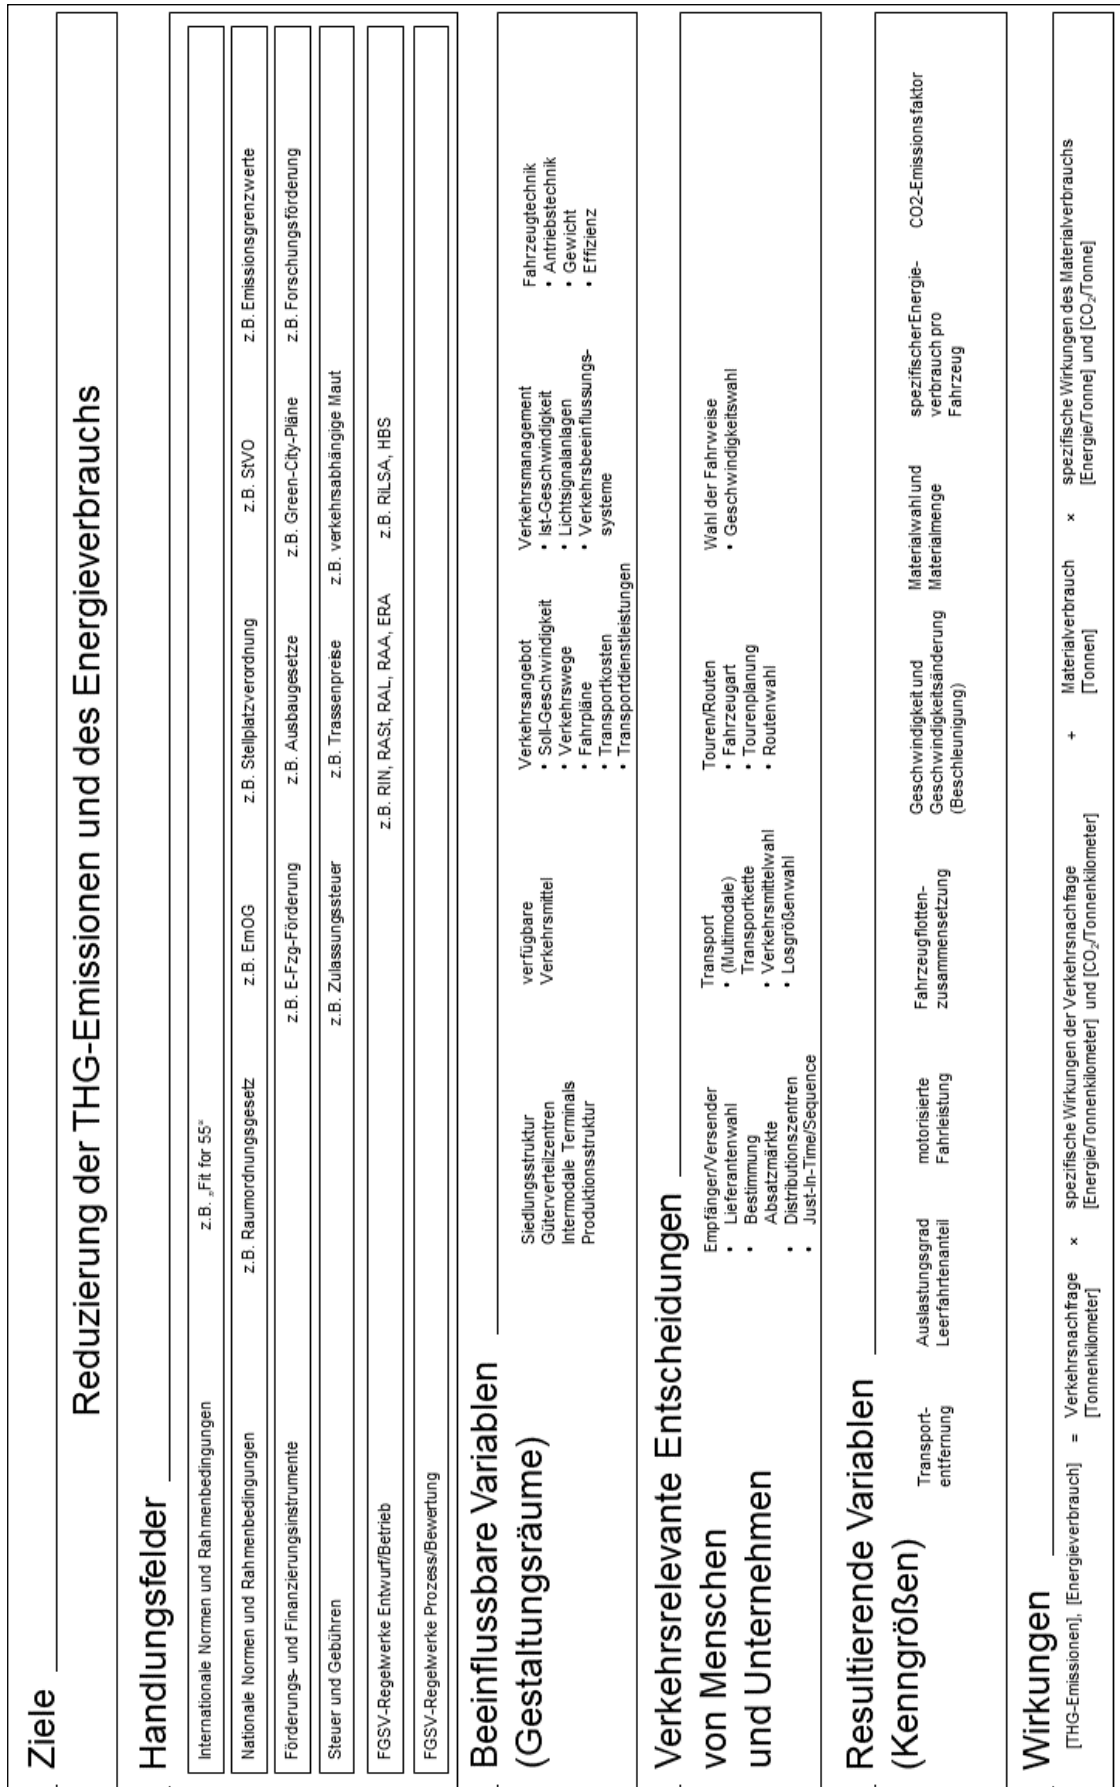 Ziele
Reduzierung der THG-Emissionen und des Energieverbrauchs
Handlungsfelder
Internationale Normen und Rahmenbedingungen
z.B. „Fit for 55“
Nationale Normen und Rahmenbedingungen
z.B. Raumordnungsgesetz
z.B. EmOG
z.B. Stellplatzverordnung
z.B. StVO
z.B. Emissionsgrenzwerte
Förderungs- und Finanzierungsinstrumente
z.B. E-Fzg-Förderung
z.B. Ausbaugesetze
z.B. Green-City-Pläne
z.B. Forschungsförderung
Steuer und Gebühren
z.B. Zulassungssteuer
z.B. Trassenpreise
z.B. verkehrsabhängige Maut
FGSV-Regelwerke Entwurf/Betrieb
z.B. RIN, RASt, RAL, RAA, ERA
z.B. RiLSA, HBS
FGSV-Regelwerke Prozess/Bewertung
Beeinflussbare Variablen
(Gestaltungsräume)
Siedlungsstruktur
Güterverteilzentren
Intermodale Terminals
Produktionsstruktur
verfügbare
Verkehrsmittel
Verkehrsangebot
• Soll-Geschwindigkeit
• Verkehrswege
• Fahrpläne
• Transportkosten
• Transportdienstleistungen
Verkehrsmanagement
• Ist-Geschwindigkeit
• Lichtsignalanlagen
• Verkehrsbeeinflussungs-
systeme
Fahrzeugtechnik
• Antriebstechnik
• Gewicht
• Effizienz
Verkehrsrelevante Entscheidungen
von Menschen
und Unternehmen
Empfänger/Versender
• Lieferantenwahl
• Bestimmung
Absatzmärkte
• Distributionszentren
• Just-In-Time/Sequence
Transport
• (Multimodale)
Transportkette
• Verkehrsmittelwahl
• Losgrößenwahl
Touren/Routen
• Fahrzeugart
• Tourenplanung
• Routenwahl
Wahl der Fahrweise
• Geschwindigkeitswahl
Resultierende Variablen
(Kenngrößen)
Transport-
entfernung
Auslastungsgrad
Leerfahrtenanteil
motorisierte
Fahrleistung
Fahrzeugflotten-
zusammensetzung
Geschwindigkeit und
Geschwindigkeitsänderung
(Beschleunigung)
Materialwahl und
Materialmenge
spezifischer Energie-
verbrauch pro
Fahrzeug
CO2-Emissionsfaktor
Wirkungen
[THG-Emissionen], [Energieverbrauch]
=
Verkehrsnachfrage
[Tonnenkilometer]
×
spezifische Wirkungen der Verkehrsnachfrage
[Energie/Tonnenkilometer] und [CO₂/Tonnenkilometer]
+
Materialverbrauch
[Tonnen]
×
spezifische Wirkungen des Materialverbrauchs
[Energie/Tonne] und [CO₂/Tonne]